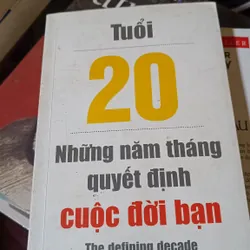 Tuổi
20
Những năm tháng
quyết định
cuộc đời bạn
The defining decade